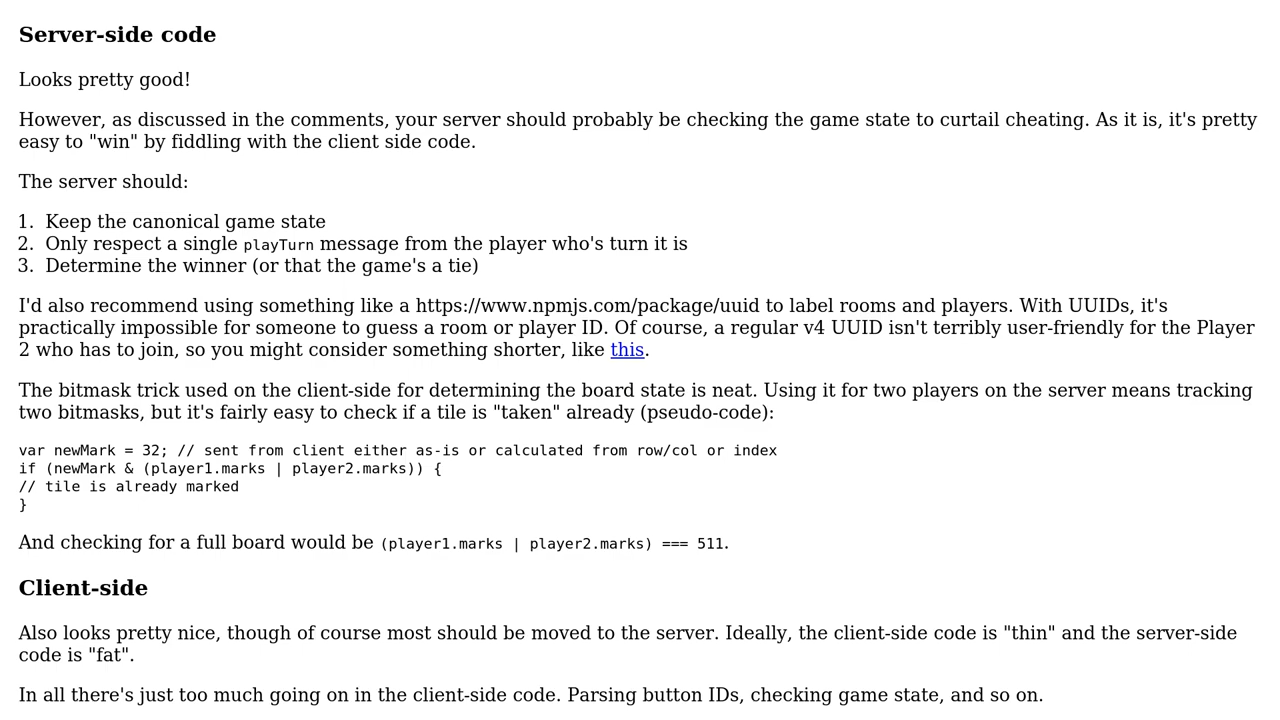 Server-side code
Looks pretty good!
However, as discussed in the comments, your server should probably be checking the game state to curtail cheating. As it is, it's pretty
easy to "win" by fiddling with the client side code.
The server should:
1. Keep the canonical game state
2. Only respect a single playTurn message from the player who's turn it is
3. Determine the winner (or that the game's a tie)
I'd also recommend using something like a https://www.npmjs.com/package/uuid to label rooms and players. With UUIDs, it's
practically impossible for someone to guess a room or player ID. Of course, a regular v4 UUID isn't terribly user-friendly for the Player
2 who has to join, so you might consider something shorter, like this.
The bitmask trick used on the client-side for determining the board state is neat. Using it for two players on the server means tracking
two bitmasks, but it's fairly easy to check if a tile is "taken" already (pseudo-code):
var newMark = 32; // sent from client either as-is or calculated from row/col or index
if (newMark & (player1.marks | player2.marks)) {
// tile is already marked
}
And checking for a full board would be (player1.marks | player2.marks) === 511.
Client-side
Also looks pretty nice, though of course most should be moved to the server. Ideally, the client-side code is "thin" and the server-side
code is "fat".
In all there's just too much going on in the client-side code. Parsing button IDs, checking game state, and so on.